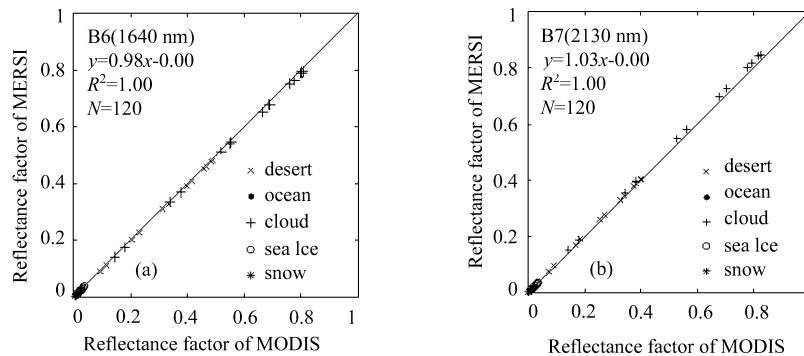 1
0.8
0.6
0.4
0.2
0
0
0.2
0.4
0.6
0.8
1
Reflectance factor of MERSI
Reflectance factor of MODIS
B6(1640 nm)
y=0.98x-0.00
R²=1.00
N=120
desert
ocean
cloud
sea Ice
snow
(a)
1
0.8
0.6
0.4
0.2
0
0
0.2
0.4
0.6
0.8
Reflectance factor of MERSI
Reflectance factor of MODIS
B7(2130 nm)
y=1.03x-0.00
R²=1.00
N=120
desert
ocean
cloud
sea Ice
snow
(b)